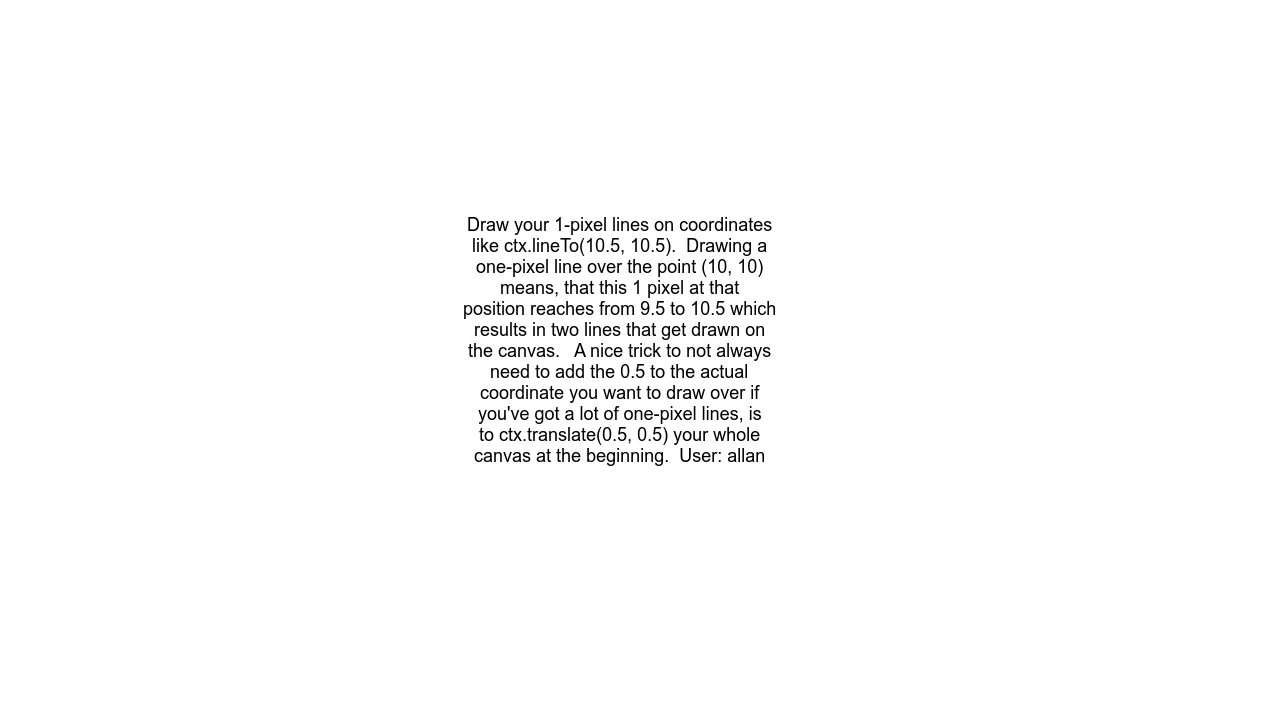 Draw your 1-pixel lines on coordinates
like ctx.lineTo(10.5, 10.5).  Drawing a
one-pixel line over the point (10, 10)
means, that this 1 pixel at that
position reaches from 9.5 to 10.5 which
results in two lines that get drawn on
the canvas.   A nice trick to not always
need to add the 0.5 to the actual
coordinate you want to draw over if
you've got a lot of one-pixel lines, is
to ctx.translate(0.5, 0.5) your whole
canvas at the beginning.  User: allan